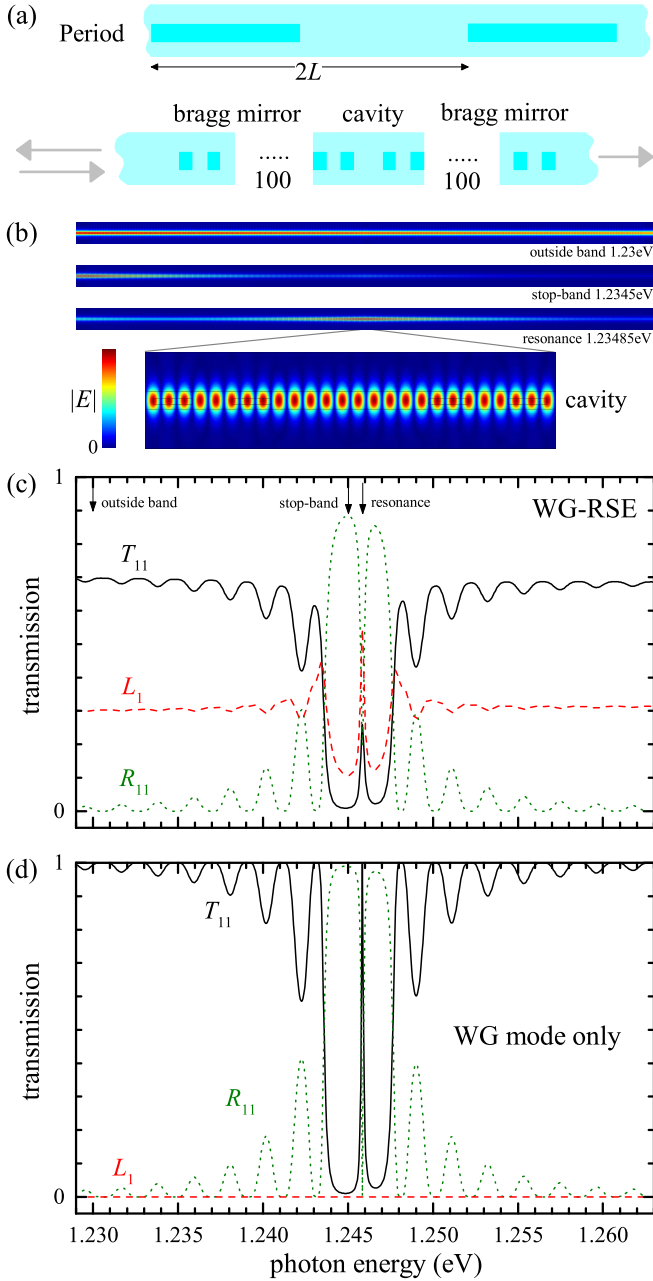 (a)
Period
2L
bragg mirror cavity bragg mirror
..... .....
100 100
(b)
outside band 1.23eV
stop-band 1.2345eV
resonance 1.23485eV
|E|
0
cavity
(c)
1
outside band stop-band resonance
WG-RSE
T11
transmission
L1
R11
0
(d)
1
T11
transmission
WG mode only
R11
L1
0
1.230 1.235 1.240 1.245 1.250 1.255 1.260
photon energy (eV)